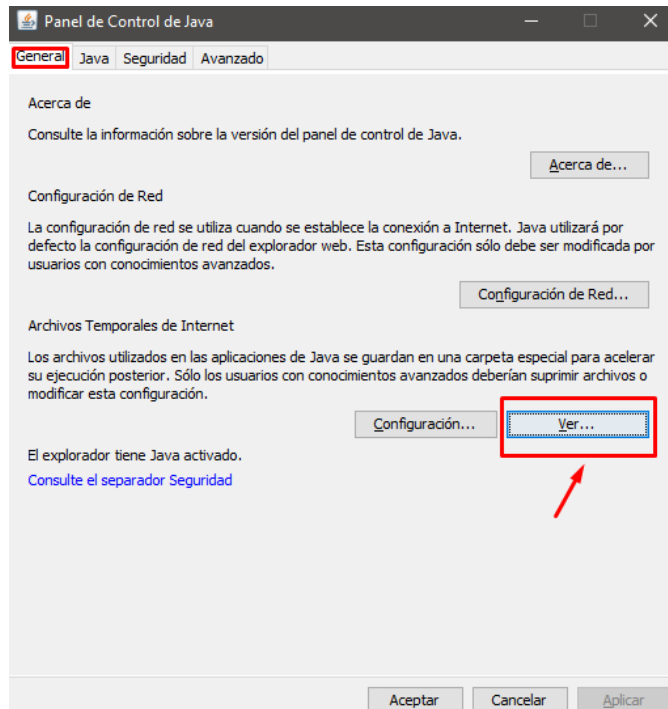 Panel de Control de Java
General Java Seguridad Avanzado
Acerca de
Consulte la información sobre la versión del panel de control de Java.
Acerca de...
Configuración de Red
La configuración de red se utiliza cuando se establece la conexión a Internet. Java utilizará por
defecto la configuración de red del explorador web. Esta configuración sólo debe ser modificada por
usuarios con conocimientos avanzados.
Configuración de Red...
Archivos Temporales de Internet
Los archivos utilizados en las aplicaciones de Java se guardan en una carpeta especial para acelerar
su ejecución posterior. Sólo los usuarios con conocimientos avanzados deberían suprimir archivos o
modificar esta configuración.
Configuración... Ver...
El explorador tiene Java activado.
Consulte el separador Seguridad
Aceptar Cancelar Aplicar